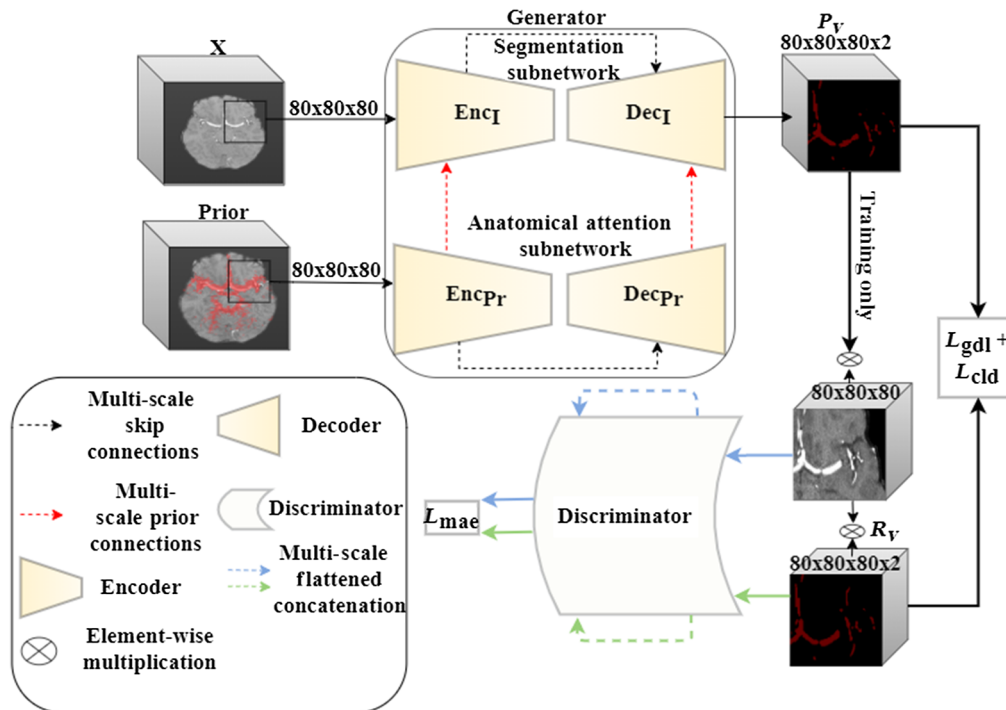 Generator
X
Segmentation
subnetwork
80x80x80
Enc_I
Dec_I
P_V
80x80x80x2
Prior
Anatomical attention
subnetwork
80x80x80
Enc_Pr
Dec_Pr
Training only
L_gdl +
L_cld
80x80x80
Discriminator
L_mae
R_V
80x80x80x2
Multi-scale
skip
connections
Decoder
Multi-
scale prior
connections
Discriminator
Encoder
Multi-scale
flattened
concatenation
Element-wise
multiplication